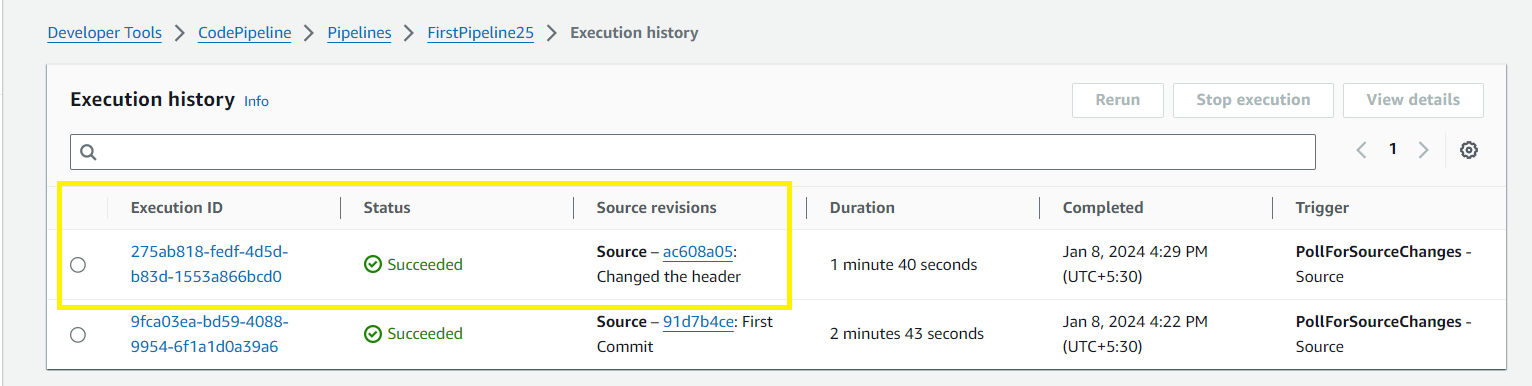 Developer Tools > CodePipeline > Pipelines > FirstPipeline25 > Execution history
Execution history Info
Rerun Stop execution View details
1
Execution ID Status Source revisions Duration Completed Trigger
275ab818-fedf-4d5d-
b83d-1553a866bcd0
Succeeded
Source – ac608a05:
Changed the header
1 minute 40 seconds
Jan 8, 2024 4:29 PM
(UTC+5:30)
PollForSourceChanges -
Source
9fca03ea-bd59-4088-
9954-6f1a1d0a39a6
Succeeded
Source – 91d7b4ce: First
Commit
2 minutes 43 seconds
Jan 8, 2024 4:22 PM
(UTC+5:30)
PollForSourceChanges -
Source